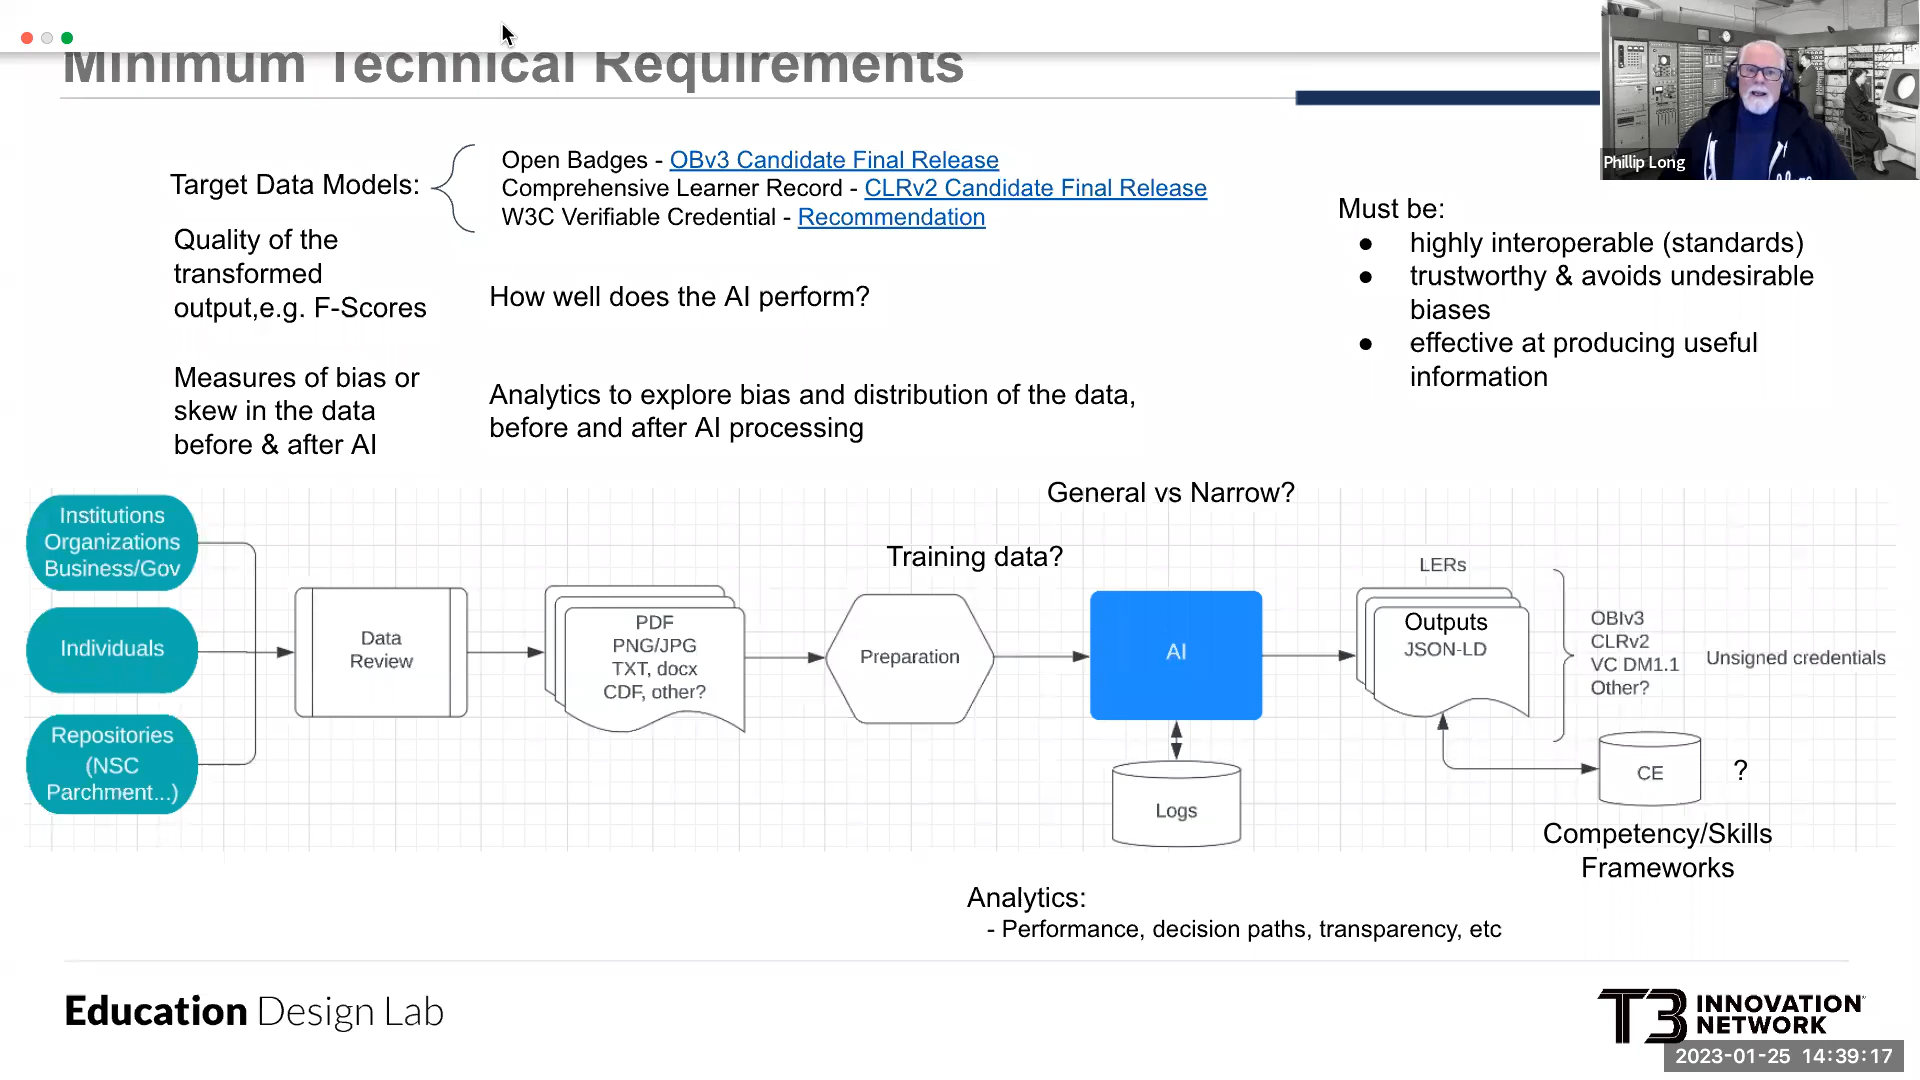 Minimum Technical Requirements
Phillip Long
Target Data Models:
Open Badges - OBv3 Candidate Final Release
Comprehensive Learner Record - CLRv2 Candidate Final Release
W3C Verifiable Credential - Recommendation
Quality of the
transformed
output,e.g. F-Scores
How well does the AI perform?
Must be:
● highly interoperable (standards)
● trustworthy & avoids undesirable
biases
● effective at producing useful
information
Measures of bias or
skew in the data
before & after AI
Analytics to explore bias and distribution of the data,
before and after AI processing
General vs Narrow?
Training data?
Institutions
Organizations
Business/Gov
Individuals
Repositories
(NSC
Parchment...)
Data
Review
PDF
PNG/JPG
TXT, docx
CDF, other?
Preparation
AI
Logs
LERs
Outputs
JSON-LD
OBIv3
CLRv2
VC DM1.1
Other?
Unsigned credentials
CE
?
Competency/Skills
Frameworks
Analytics:
- Performance, decision paths, transparency, etc
Education Design Lab
T3 INNOVATION
NETWORK
2023-01-25 14:39:17